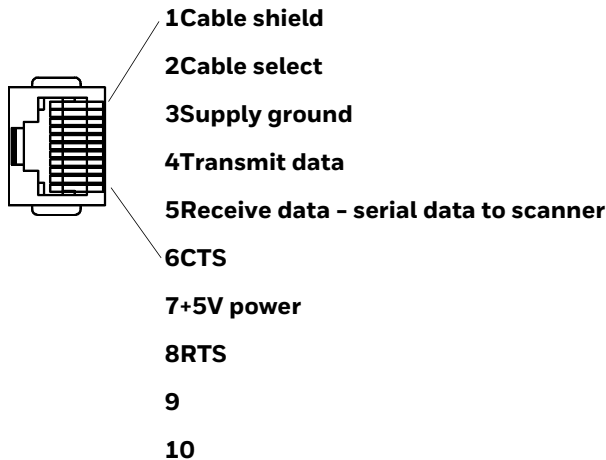 1Cable shield
2Cable select
3Supply ground
4Transmit data
5Receive data - serial data to scanner
6CTS
7+5V power
8RTS
9
10